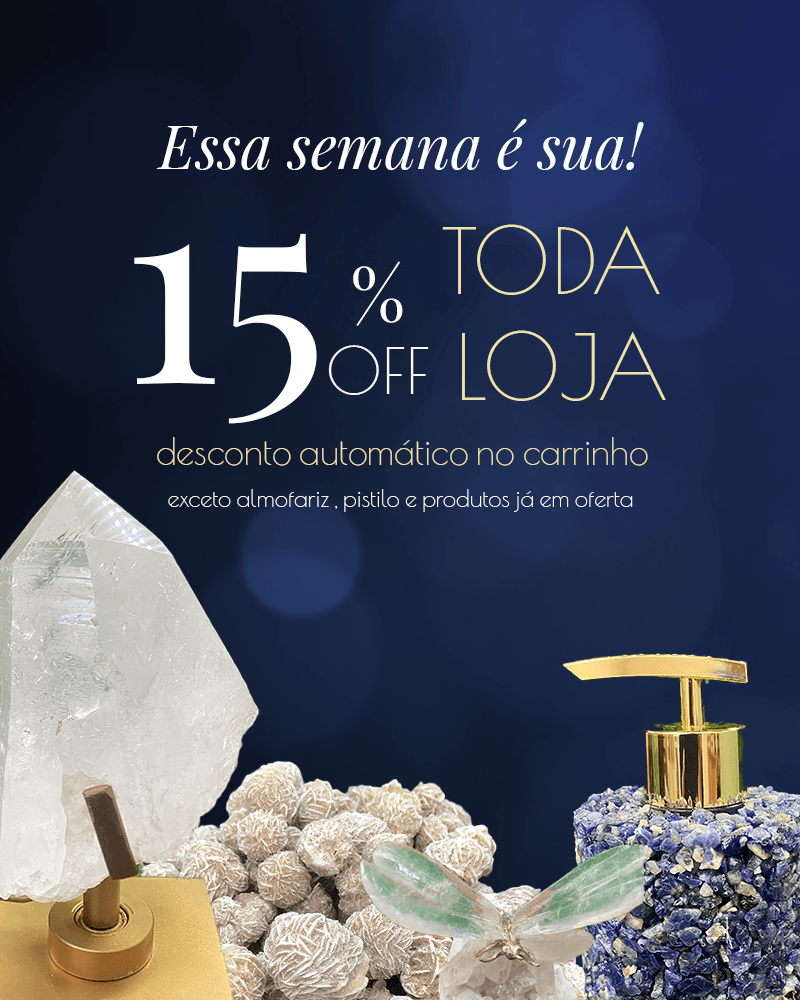 Essa semana é sua!
15% OFF
TODA
LOJA
desconto automático no carrinho
exceto almofariz , pistilo e produtos já em oferta